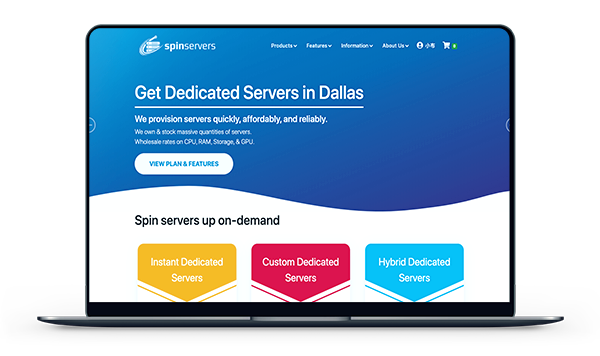 spinservers
Products Features Information About Us 小哥 0
Get Dedicated Servers in Dallas
We provision servers quickly, affordably, and reliably.
We own & stock massive quantities of servers.
Wholesale rates on CPU, RAM, Storage, & GPU.
VIEW PLAN & FEATURES
Spin servers up on-demand
Instant Dedicated
Servers
Custom Dedicated
Servers
Hybrid Dedicated
Servers